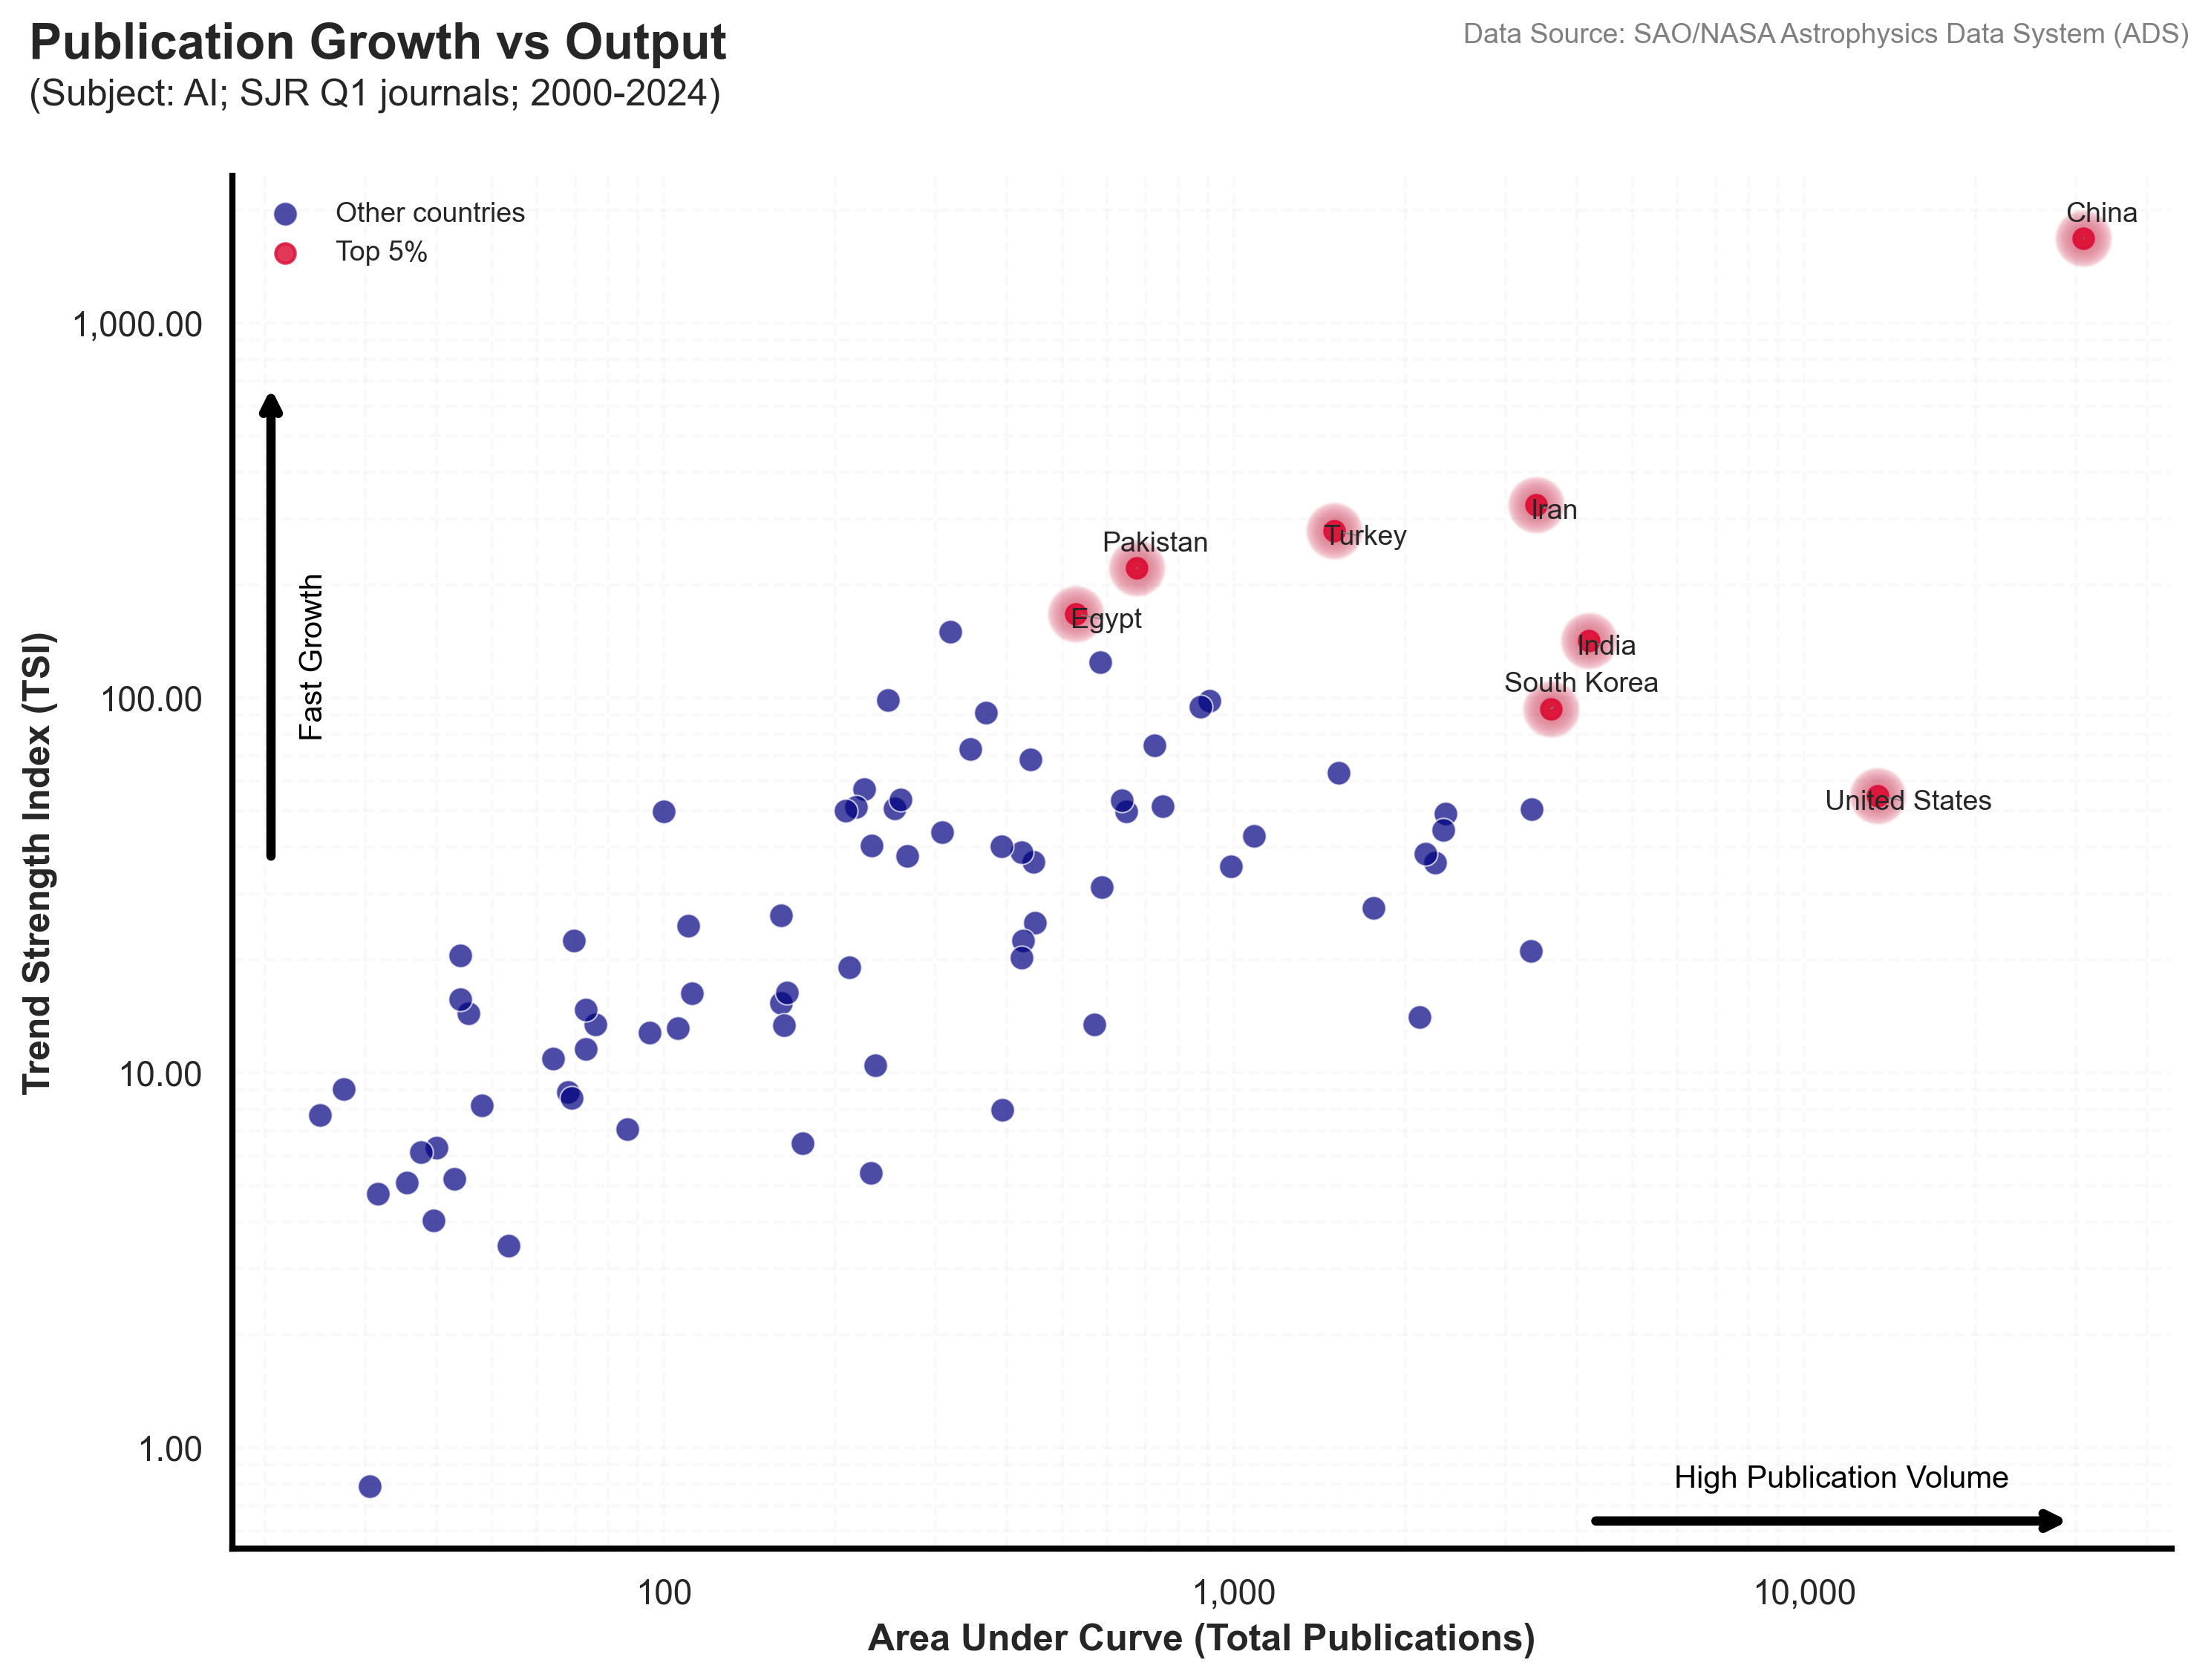 Publication Growth vs Output
(Subject: AI; SJR Q1 journals; 2000-2024)
Data Source: SAO/NASA Astrophysics Data System (ADS)
Other countries
Top 5%
China
Iran
Turkey
Pakistan
Egypt
India
South Korea
United States
Fast Growth
High Publication Volume
Trend Strength Index (TSI)
1,000.00
100.00
10.00
1.00
100
1,000
10,000
Area Under Curve (Total Publications)